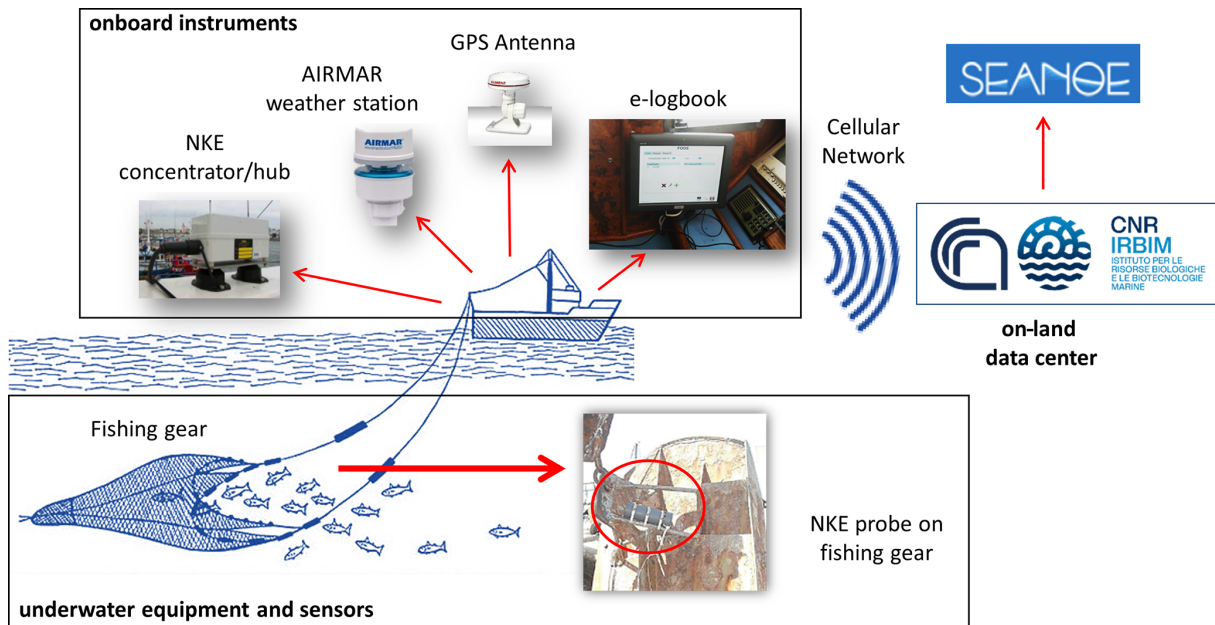 onboard instruments
GPS Antenna
AIRMAR
weather station
e-logbook
NKE
concentrator/hub
AIRMAR
Cellular
Network
SEANOE
CNR
IRBIM
ISTITUTO PER LE
RISORSE BIOLOGICHE
E LE BIOTECNOLOGIE
MARINE
on-land
data center
Fishing gear
NKE probe on
fishing gear
underwater equipment and sensors